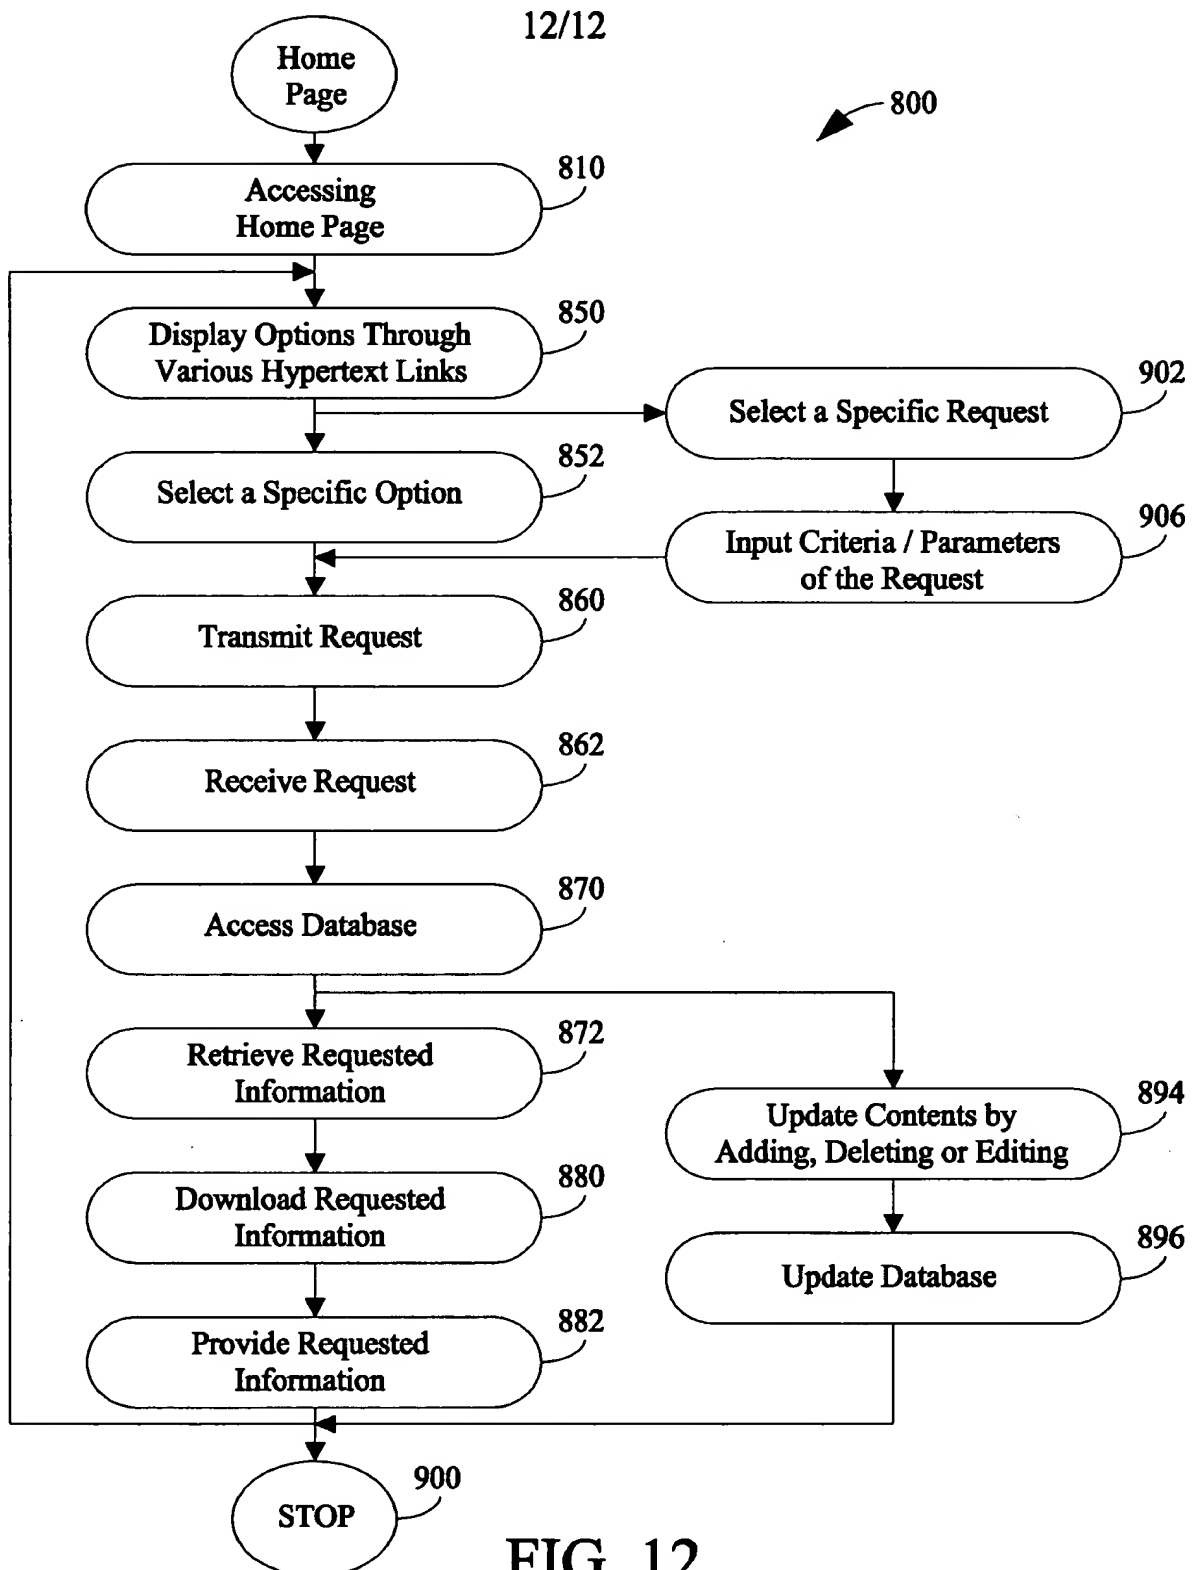 12/12
Home
Page
800
810
Accessing
Home Page
850
Display Options Through
Various Hypertext Links
902
Select a Specific Request
852
Select a Specific Option
906
Input Criteria / Parameters
of the Request
860
Transmit Request
862
Receive Request
870
Access Database
872
Retrieve Requested
Information
894
Update Contents by
Adding, Deleting or Editing
880
Download Requested
Information
896
Update Database
882
Provide Requested
Information
900
STOP
FIG. 12